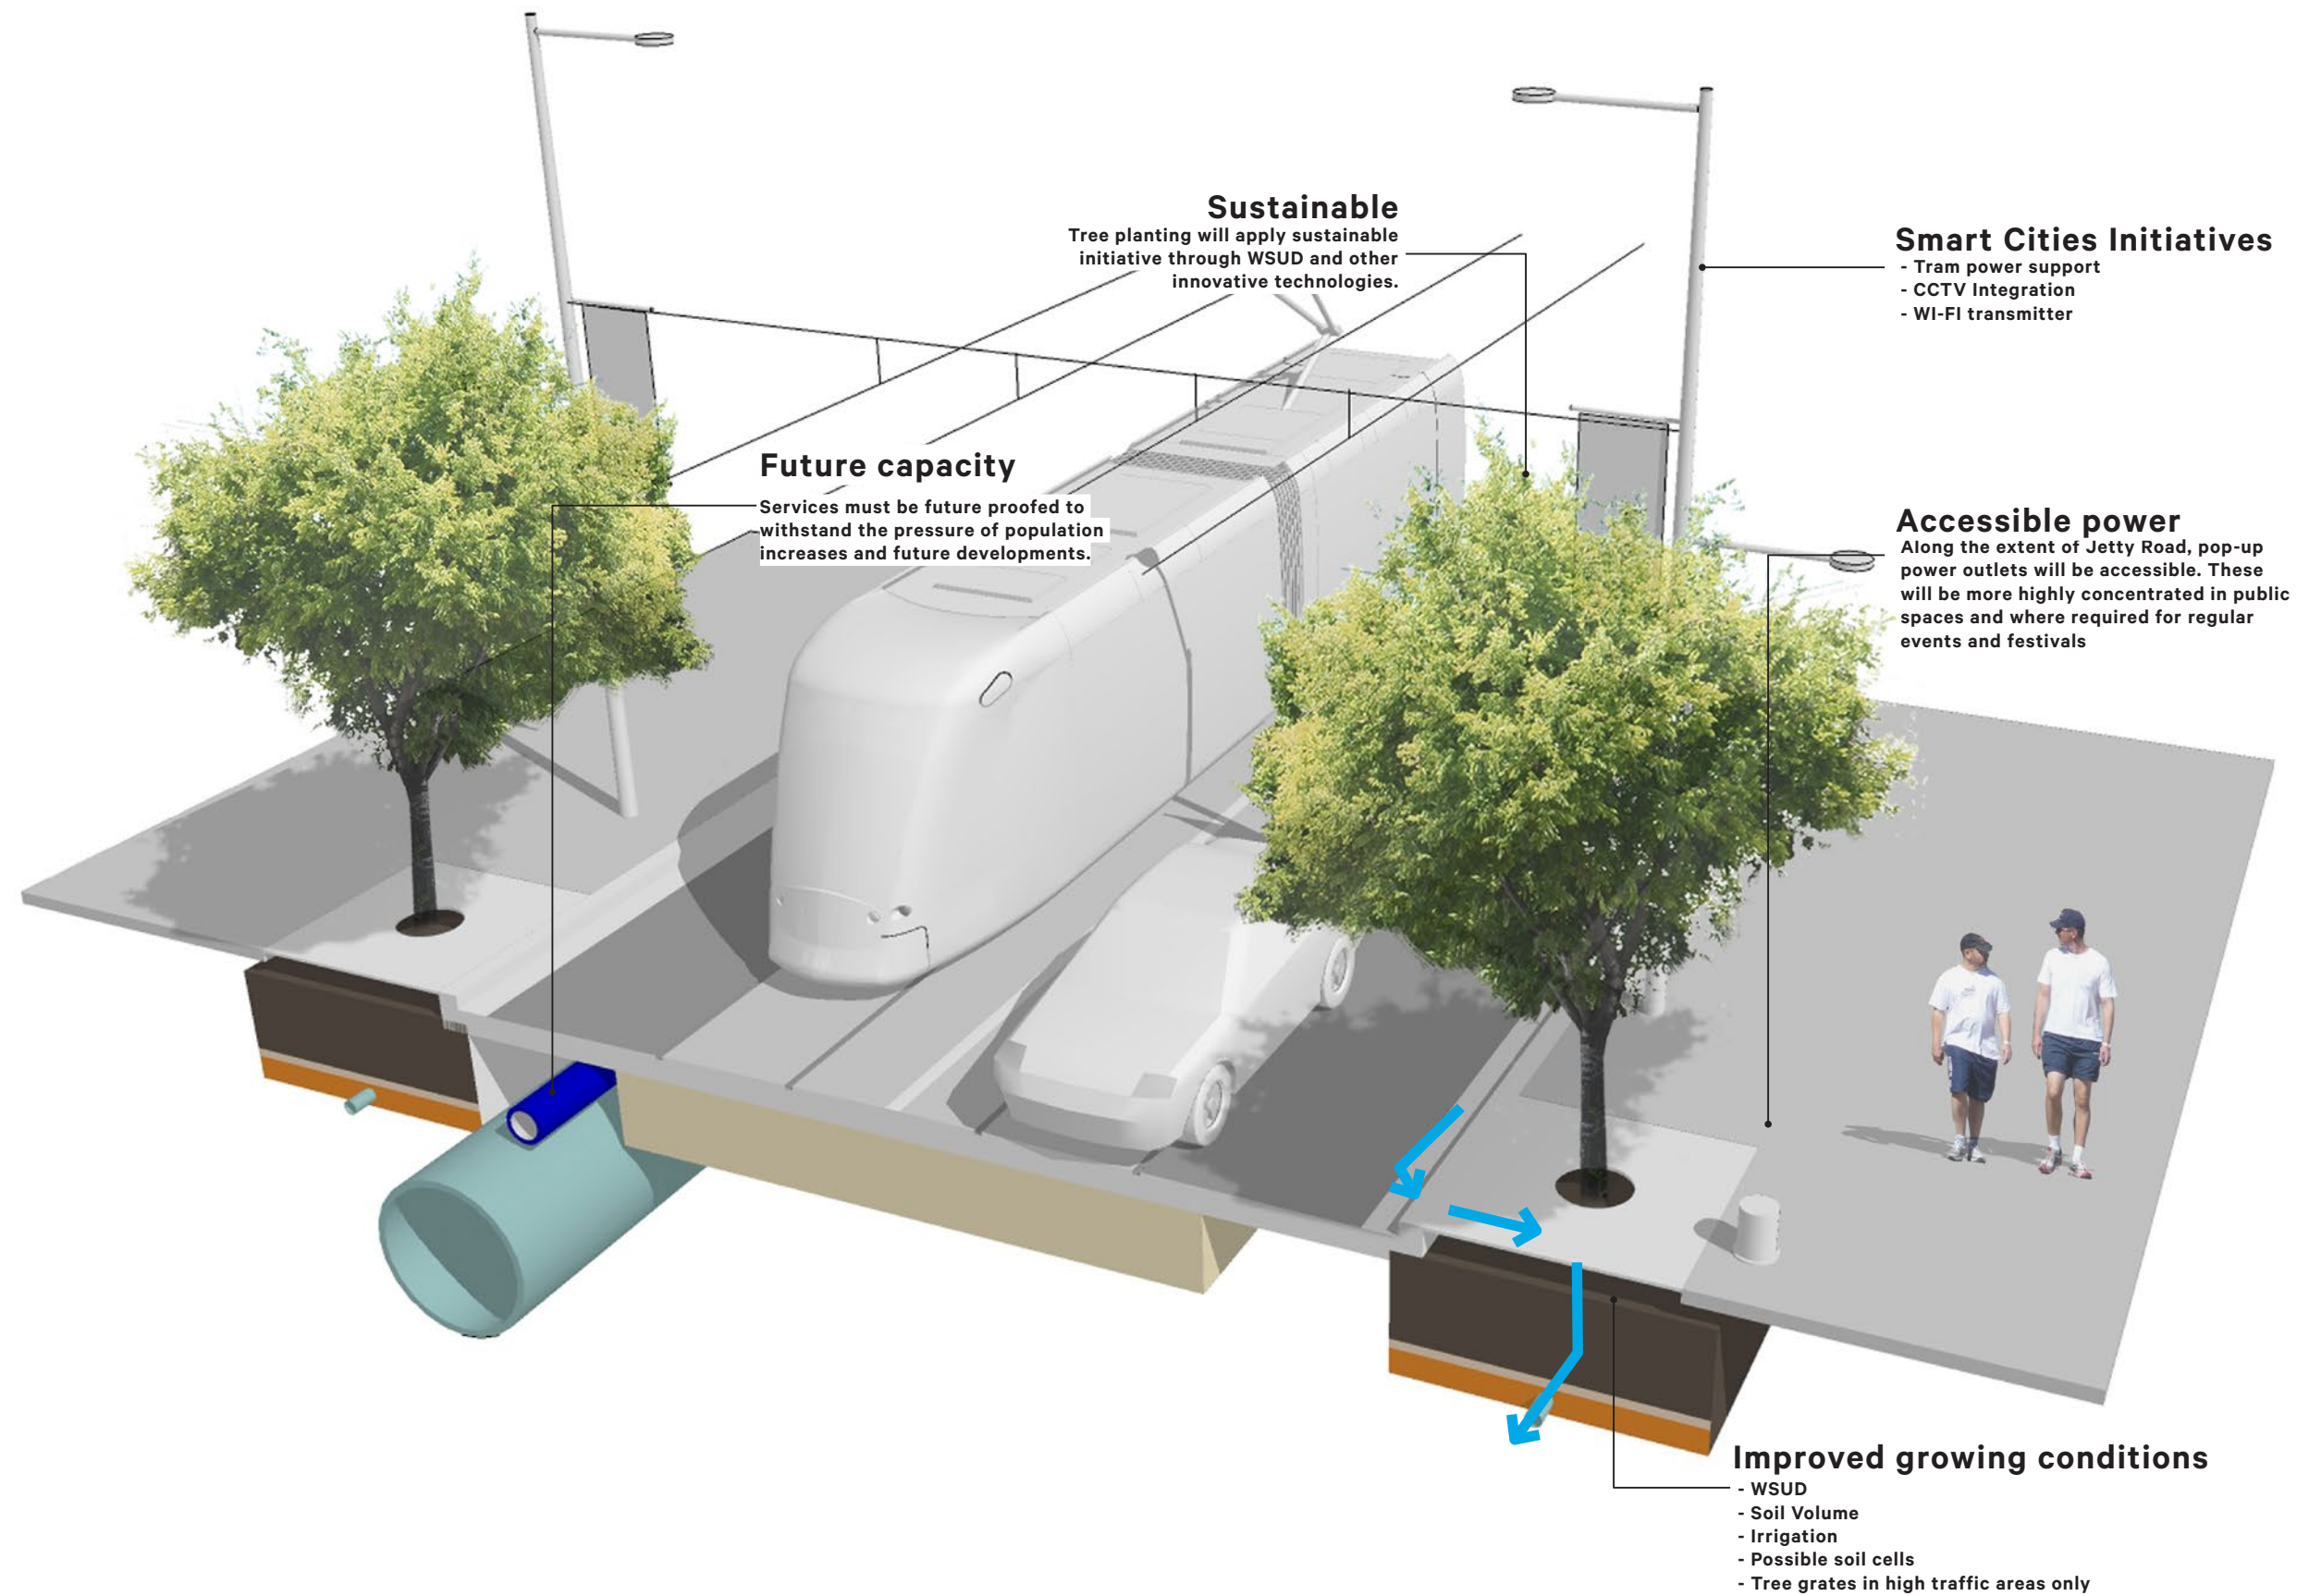 Sustainable
Tree planting will apply sustainable
initiative through WSUD and other
innovative technologies.
Smart Cities Initiatives
- Tram power support
- CCTV Integration
- WI-FI transmitter
Future capacity
Services must be future proofed to
withstand the pressure of population
increases and future developments.
Accessible power
Along the extent of Jetty Road, pop-up
power outlets will be accessible. These
will be more highly concentrated in public
spaces and where required for regular
events and festivals
Improved growing conditions
- WSUD
- Soil Volume
- Irrigation
- Possible soil cells
- Tree grates in high traffic areas only